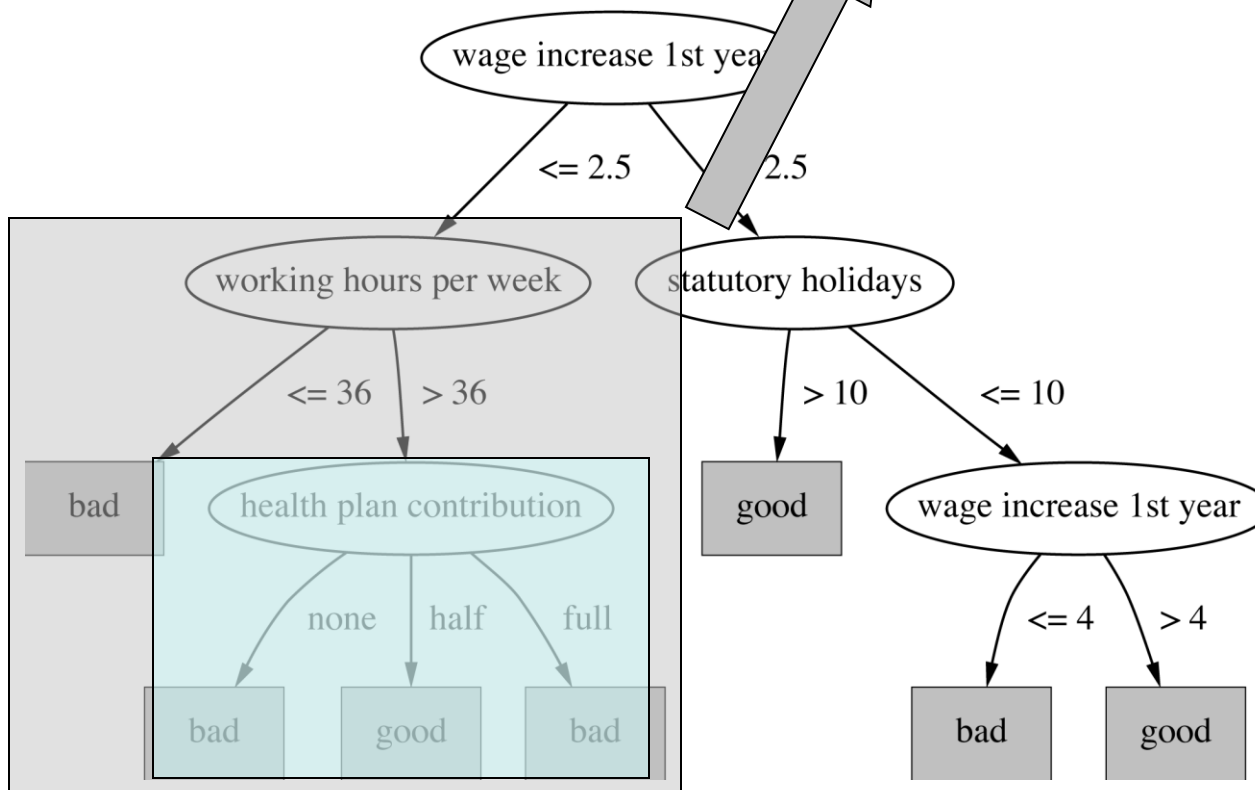 wage increase 1st yea
<= 2.5
2.5
working hours per week
statutory holidays
<= 36
> 36
> 10
<= 10
bad
health plan contribution
good
wage increase 1st year
none
half
full
<= 4
> 4
bad
good
bad
bad
good